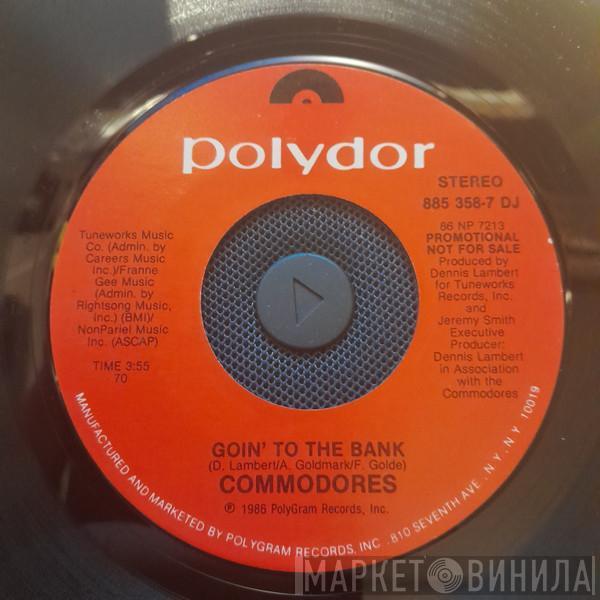 polydor
STEREO
885 358-7 DJ
86 NP 7213
PROMOTIONAL
NOT FOR SALE
Produced by
Dennis Lambert
for Tuneworks
Records, Inc.
and
Jeremy Smith
Executive
Producer:
Dennis Lambert
in Association
with the
Commodores
Tuneworks Music
Co. (Admin. by
Careers Music
Inc.)/Franne
Gee Music
(Admin. by
Rightsong Music,
Inc.) (BMI)/
NonPariel Music
Inc. (ASCAP)
TIME 3:55
70
GOIN' TO THE BANK
(D. Lambert/A. Goldmark/F. Golde)
COMMODORES
℗ 1986 PolyGram Records, Inc.
MANUFACTURED AND MARKETED BY POLYGRAM RECORDS, INC. 810 SEVENTH AVE. N.Y. N.Y. 10019
МАРКЕТ ВИНИЛА